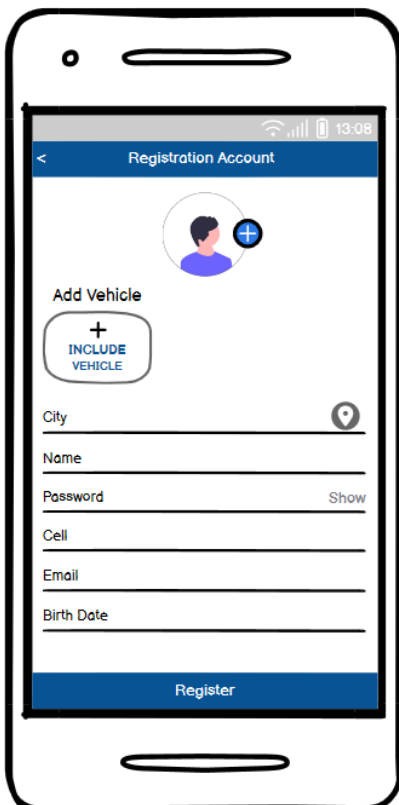 13:08
< Registration Account
Add Vehicle
+
INCLUDE
VEHICLE
City
Name
Password Show
Cell
Email
Birth Date
Register